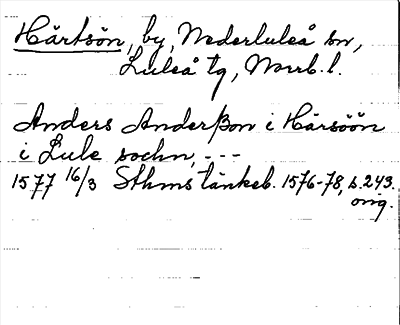 Härtsön, by, Nederluleå sn,
Luleå tg, Norrb. l.
Anders Anderßon i Härsöön
i Lule sochn, ---
1577 16/3 Sthms tänkeb. 1576-78, s. 243.
orig.